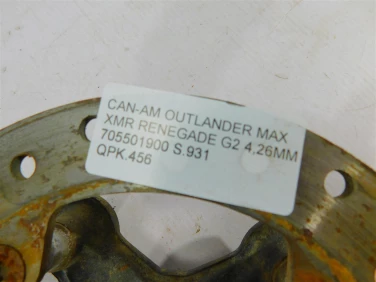 CAN-AM OUTLANDER MAX
XMR RENEGADE G2 4,26MM
705501900 S.931
QPK.456